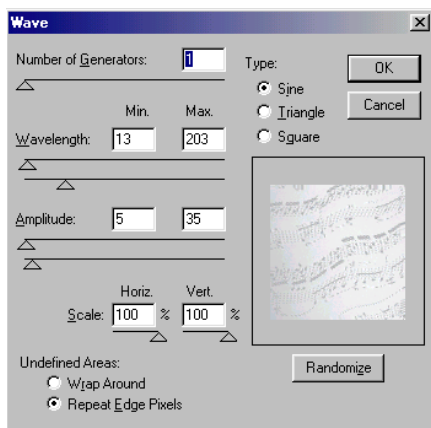 Wave
Number of Generators: 1
Type:
OK
Sine
Min. Max.
Triangle
Cancel
Wavelength: 13 203
Square
Amplitude: 5 35
Horiz. Vert.
Scale: 100 % 100 %
Undefined Areas:
Randomize
Wrap Around
Repeat Edge Pixels